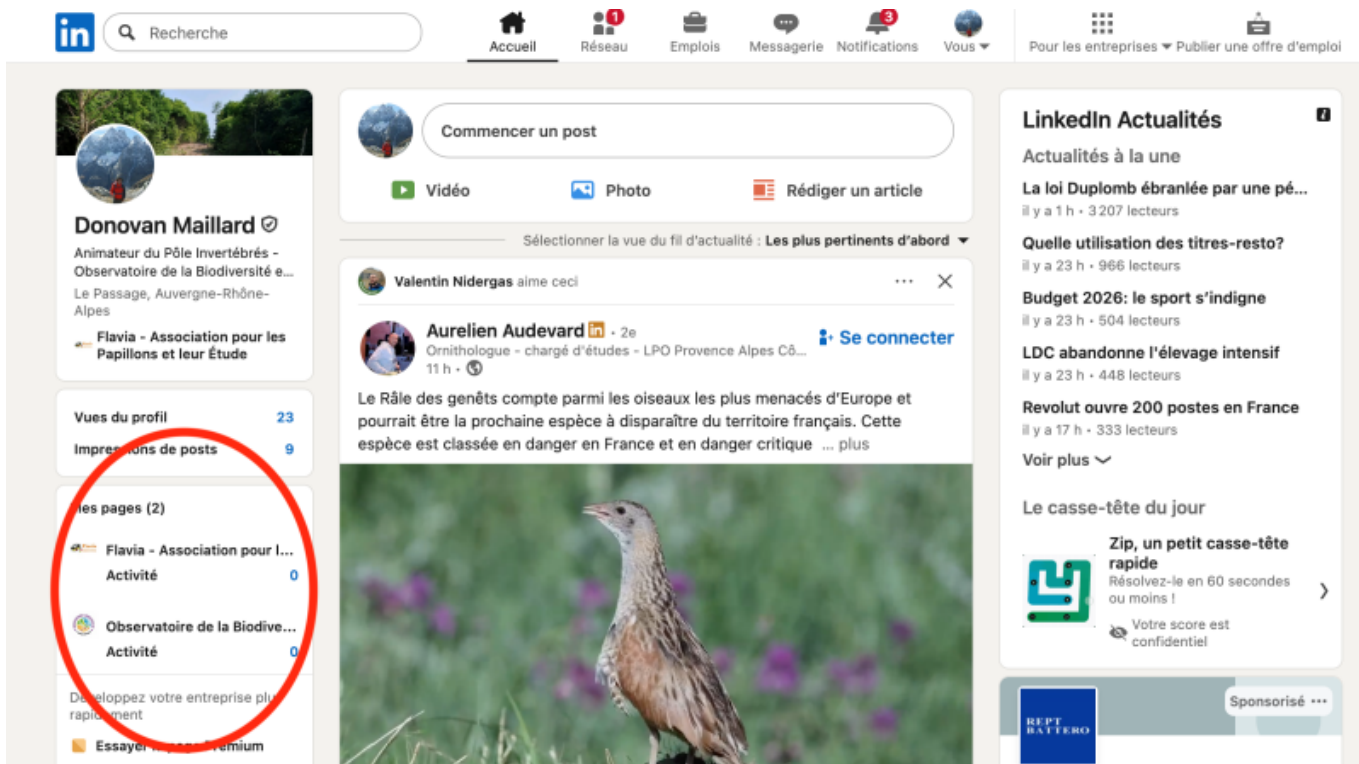 in
Recherche
Accueil
1
Réseau
Emplois
Messagerie
3
Notifications
Vous
Pour les entreprises
Publier une offre d'emploi
Donovan Maillard
Animateur du Pôle Invertébrés -
Observatoire de la Biodiversité e...
Le Passage, Auvergne-Rhône-
Alpes
Flavia - Association pour les
Papillons et leur Étude
Vues du profil 23
Impressions de posts 9
es pages (2)
Flavia - Association pour l...
Activité 0
Observatoire de la Biodive...
Activité 0
Développez votre entreprise plus
rapidement
Essayer Premium
Commencer un post
Vidéo
Photo
Rédiger un article
Sélectionner la vue du fil d'actualité : Les plus pertinents d'abord
Valentin Nidergas aime ceci
Aurelien Audevard in • 2e
Ornithologue - chargé d'études - LPO Provence Alpes Cô...
11 h •
Se connecter
Le Râle des genêts compte parmi les oiseaux les plus menacés d'Europe et
pourrait être la prochaine espèce à disparaître du territoire français. Cette
espèce est classée en danger en France et en danger critique ... plus
LinkedIn Actualités
Actualités à la une
La loi Duplomb ébranlée par une pé...
il y a 1 h • 3 207 lecteurs
Quelle utilisation des titres-resto?
il y a 23 h • 966 lecteurs
Budget 2026: le sport s'indigne
il y a 23 h • 504 lecteurs
LDC abandonne l'élevage intensif
il y a 23 h • 448 lecteurs
Revolut ouvre 200 postes en France
il y a 17 h • 333 lecteurs
Voir plus
Le casse-tête du jour
Zip, un petit casse-tête
rapide
Résolvez-le en 60 secondes
ou moins !
Votre score est
confidentiel
Sponsorisé ...
REPT
BATTERO